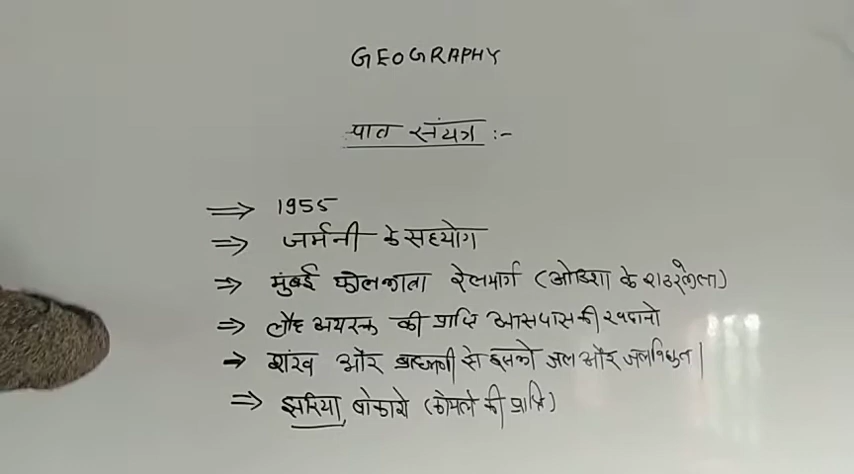 GEOGRAPHY
पात संयत्र :-
⇒ 1955
⇒ जर्मनी के सहयोग
⇒ मुंबई कोलकाता रेलमार्ग (ओडिशा के राउरकेला)
⇒ लौह अयस्क की प्राप्ति आसपास की खदानो
→ शंख और ब्राह्मणी से इसको जल और जलविधुत।
⇒ झरिया, बोकारो (कोयले की प्राप्ति)